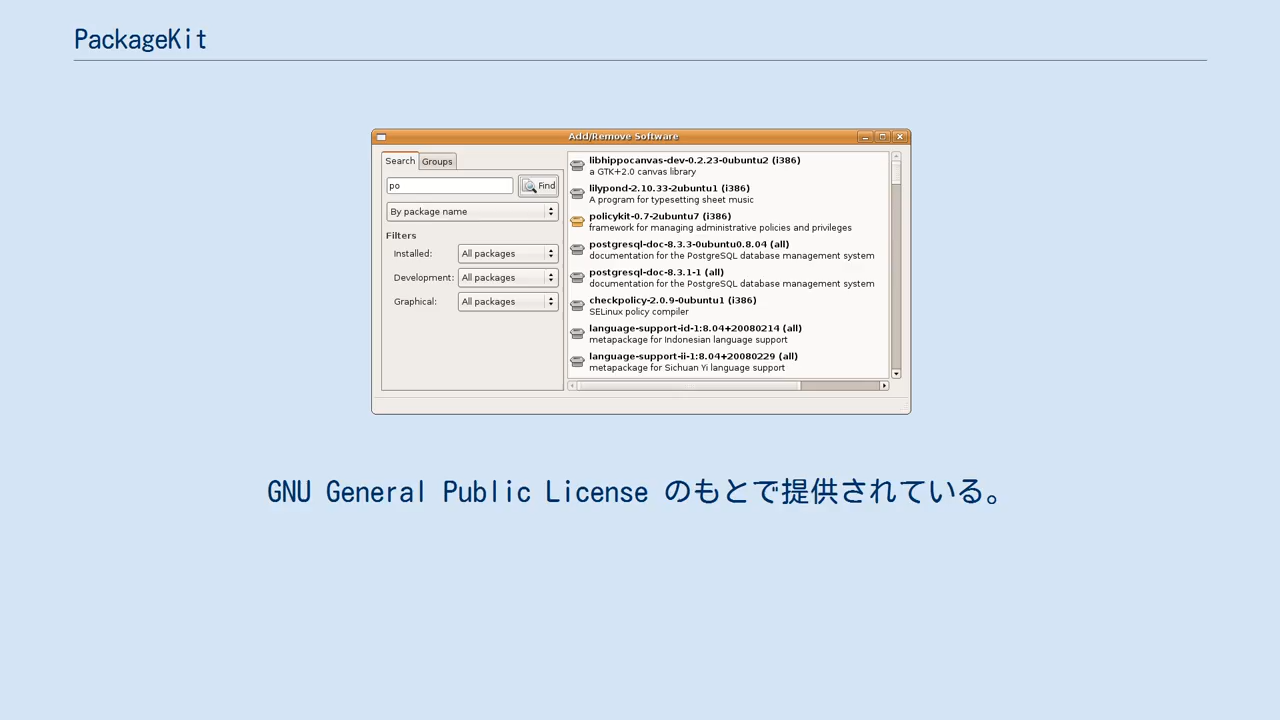 PackageKit
Add/Remove Software
Search Groups
po Find
By package name
Filters
Installed: All packages
Development: All packages
Graphical: All packages
libhippocanvas-dev-0.2.23-0ubuntu2 (i386)
a GTK+2.0 canvas library
lilypond-2.10.33-2ubuntu1 (i386)
A program for typesetting sheet music
policykit-0.7-2ubuntu7 (i386)
framework for managing administrative policies and privileges
postgresql-doc-8.3.3-0ubuntu0.8.04 (all)
documentation for the PostgreSQL database management system
postgresql-doc-8.3.1-1 (all)
documentation for the PostgreSQL database management system
checkpolicy-2.0.9-0ubuntu1 (i386)
SELinux policy compiler
language-support-id-1:8.04+20080214 (all)
metapackage for Indonesian language support
language-support-ii-1:8.04+20080229 (all)
metapackage for Sichuan Yi language support
GNU General Public License のもとで提供されている。